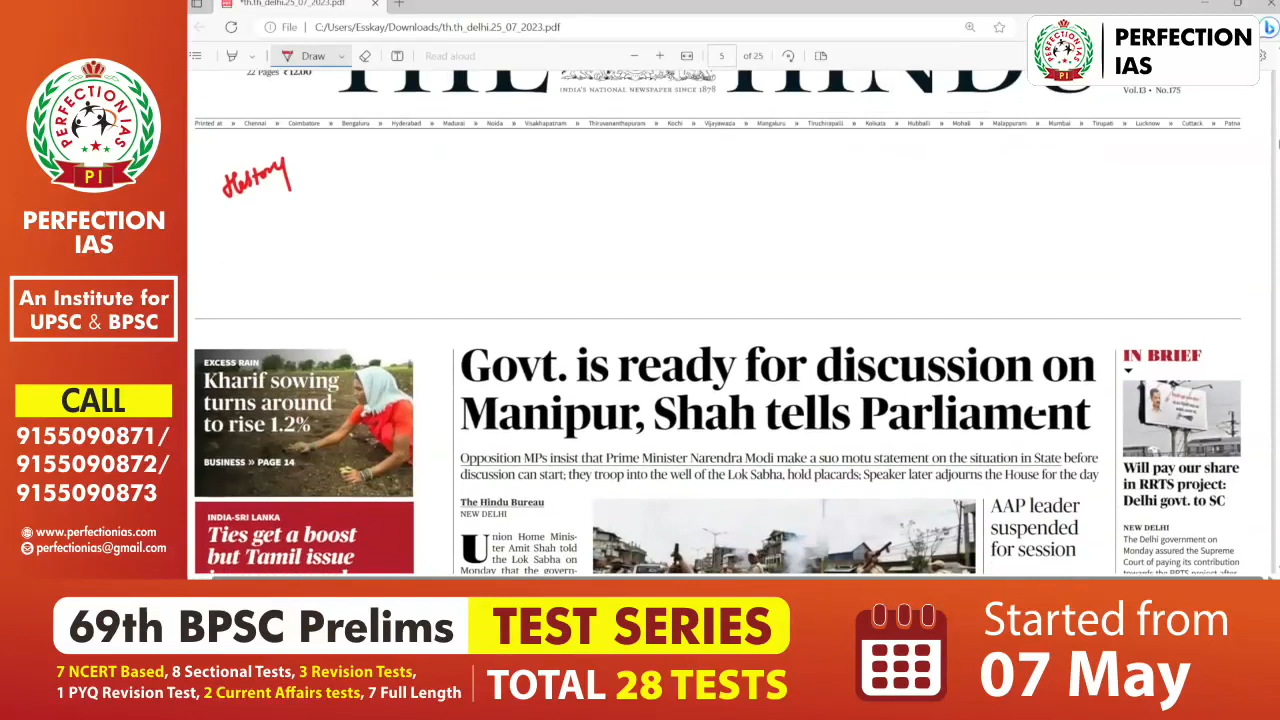 PERFECTION IAS
PI
PERFECTION
IAS
An Institute for
UPSC & BPSC
CALL
9155090871/
9155090872/
9155090873
www.perfectionias.com
perfectionias@gmail.com
*th.th_delhi.25_07_2023.pdf
File
C:/Users/Esskay/Downloads/th.th_delhi.25_07_2023.pdf
Draw
Read aloud
5
of 25
PERFECTION IAS
PI
PERFECTION
IAS
22 Pages ₹12.00
THE HINDU
INDIA'S NATIONAL NEWSPAPER SINCE 1878
Vol.13 • No.175
Printed at » Chennai » Coimbatore » Bengaluru » Hyderabad » Madurai » Noida » Visakhapatnam » Thiruvananthapuram » Kochi » Vijayawada » Mangaluru » Tiruchirapalli » Kolkata » Hubballi » Mohali » Malappuram » Mumbai » Tirupati » Lucknow » Cuttack » Patna
History
EXCESS RAIN
Kharif sowing
turns around
to rise 1.2%
BUSINESS » PAGE 14
INDIA-SRI LANKA
Ties get a boost
but Tamil issue
Govt. is ready for discussion on
Manipur, Shah tells Parliament
Opposition MPs insist that Prime Minister Narendra Modi make a suo motu statement on the situation in State before
discussion can start; they troop into the well of the Lok Sabha, hold placards; Speaker later adjourns the House for the day
The Hindu Bureau
NEW DELHI
Union Home Minis-
ter Amit Shah told
the Lok Sabha on
Monday that the govern-
AAP leader
suspended
for session
IN BRIEF
Will pay our share
in RRTS project:
Delhi govt. to SC
NEW DELHI
The Delhi government on
Monday assured the Supreme
Court of paying its contribution
towards the RRTS project after
69th BPSC Prelims
TEST SERIES
7 NCERT Based, 8 Sectional Tests, 3 Revision Tests,
1 PYQ Revision Test, 2 Current Affairs tests, 7 Full Length
TOTAL 28 TESTS
Started from
07 May